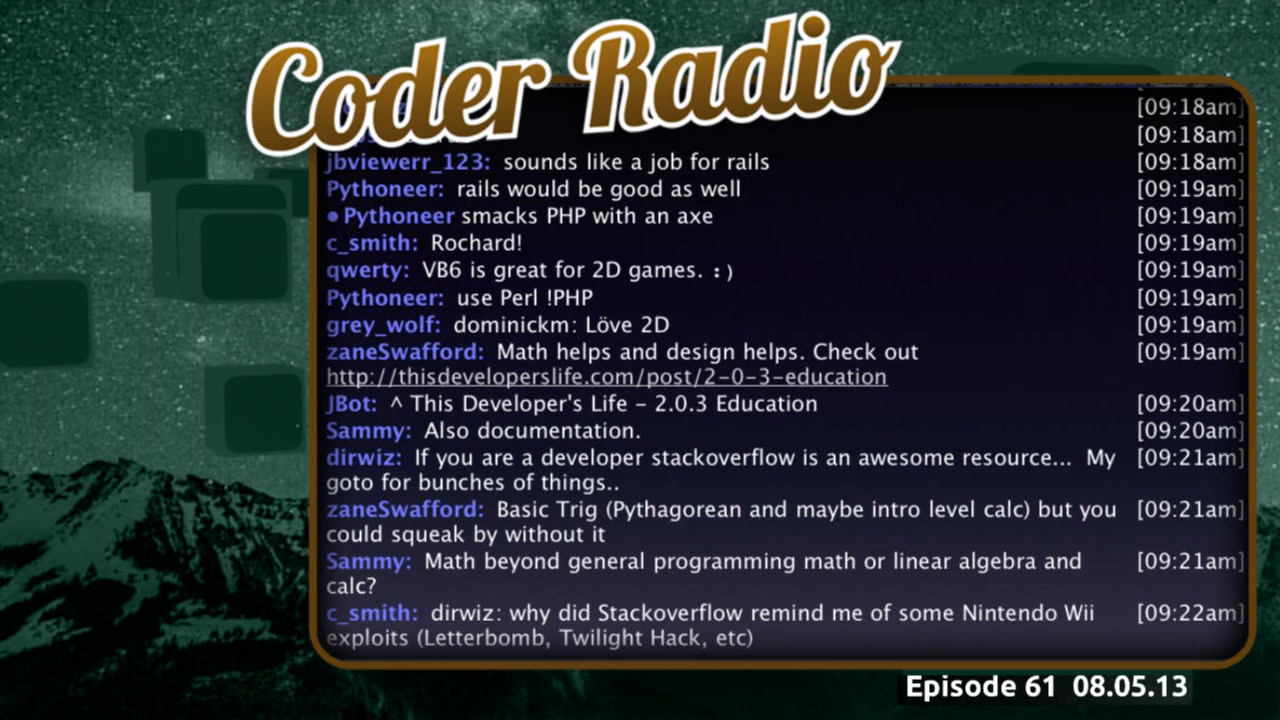 Coder Radio
[09:18am]
[09:18am]
jbviewerr_123: sounds like a job for rails [09:18am]
Pythoneer: rails would be good as well [09:19am]
•Pythoneer smacks PHP with an axe [09:19am]
c_smith: Rochard! [09:19am]
qwerty: VB6 is great for 2D games. :) [09:19am]
Pythoneer: use Perl !PHP [09:19am]
grey_wolf: dominickm: Löve 2D [09:19am]
zaneSwafford: Math helps and design helps. Check out [09:19am]
http://thisdeveloperslife.com/post/2-0-3-education
JBot: ^ This Developer's Life – 2.0.3 Education [09:20am]
Sammy: Also documentation. [09:20am]
dirwiz: If you are a developer stackoverflow is an awesome resource... My [09:21am]
goto for bunches of things..
zaneSwafford: Basic Trig (Pythagorean and maybe intro level calc) but you [09:21am]
could squeak by without it
Sammy: Math beyond general programming math or linear algebra and [09:21am]
calc?
c_smith: dirwiz: why did Stackoverflow remind me of some Nintendo Wii [09:22am]
exploits (Letterbomb, Twilight Hack, etc)
Episode 61 08.05.13